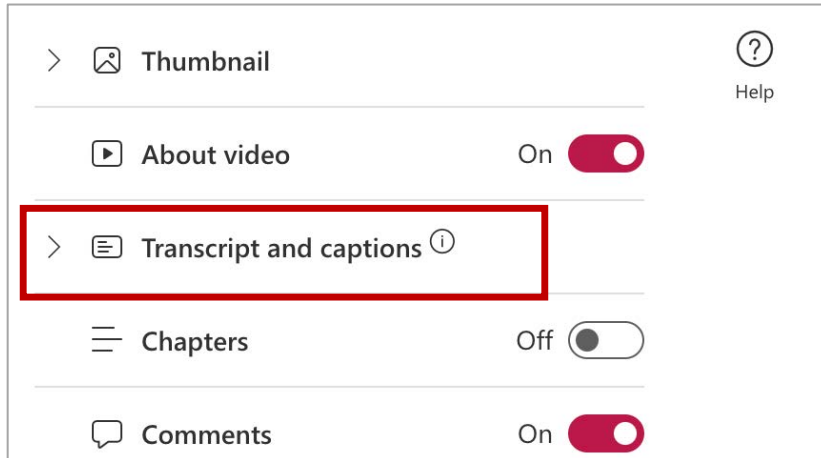 Thumbnail
Help
About video On
Transcript and captions
Chapters Off
Comments On